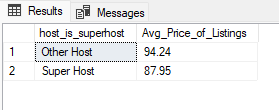 Results Messages
host_is_superhost Avg_Price_of_Listings
1 Other Host 94.24
2 Super Host 87.95